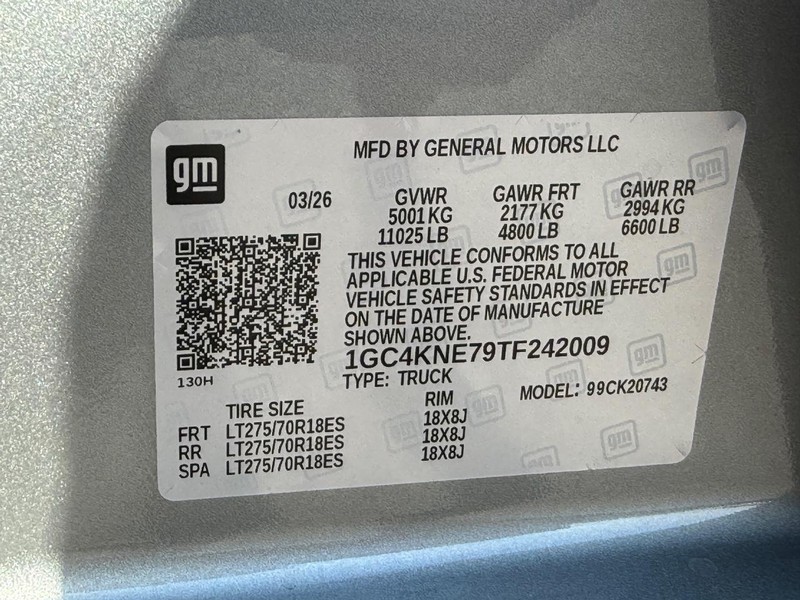 MFD BY GENERAL MOTORS LLC
gm
03/26
GVWR GAWR FRT GAWR RR
5001 KG 2177 KG 2994 KG
11025 LB 4800 LB 6600 LB
THIS VEHICLE CONFORMS TO ALL
APPLICABLE U.S. FEDERAL MOTOR
VEHICLE SAFETY STANDARDS IN EFFECT
ON THE DATE OF MANUFACTURE
SHOWN ABOVE.
1GC4KNE79TF242009
130H
TYPE: TRUCK MODEL: 99CK20743
TIRE SIZE RIM
FRT LT275/70R18ES 18X8J
RR LT275/70R18ES 18X8J
SPA LT275/70R18ES 18X8J